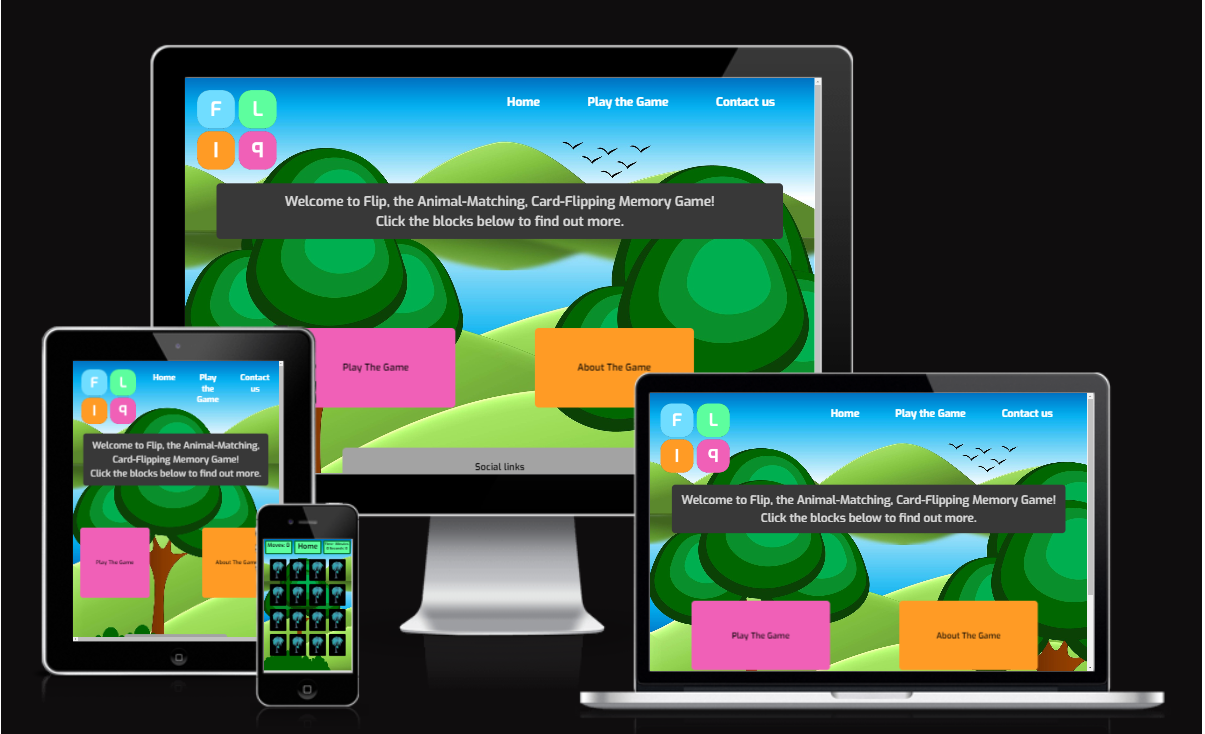 F L
I P
Home Play the Game Contact us
Welcome to Flip, the Animal-Matching, Card-Flipping Memory Game!
Click the blocks below to find out more.
Play The Game
About The Game
Social links
F L
I P
Home
Play
the
Game
Contact
us
Welcome to Flip, the Animal-Matching,
Card-Flipping Memory Game!
Click the blocks below to find out more.
Play The Game
About The Game
Moves: 0
Home
F L
I P
Home Play the Game Contact us
Welcome to Flip, the Animal-Matching, Card-Flipping Memory Game!
Click the blocks below to find out more.
Play The Game
About The Game